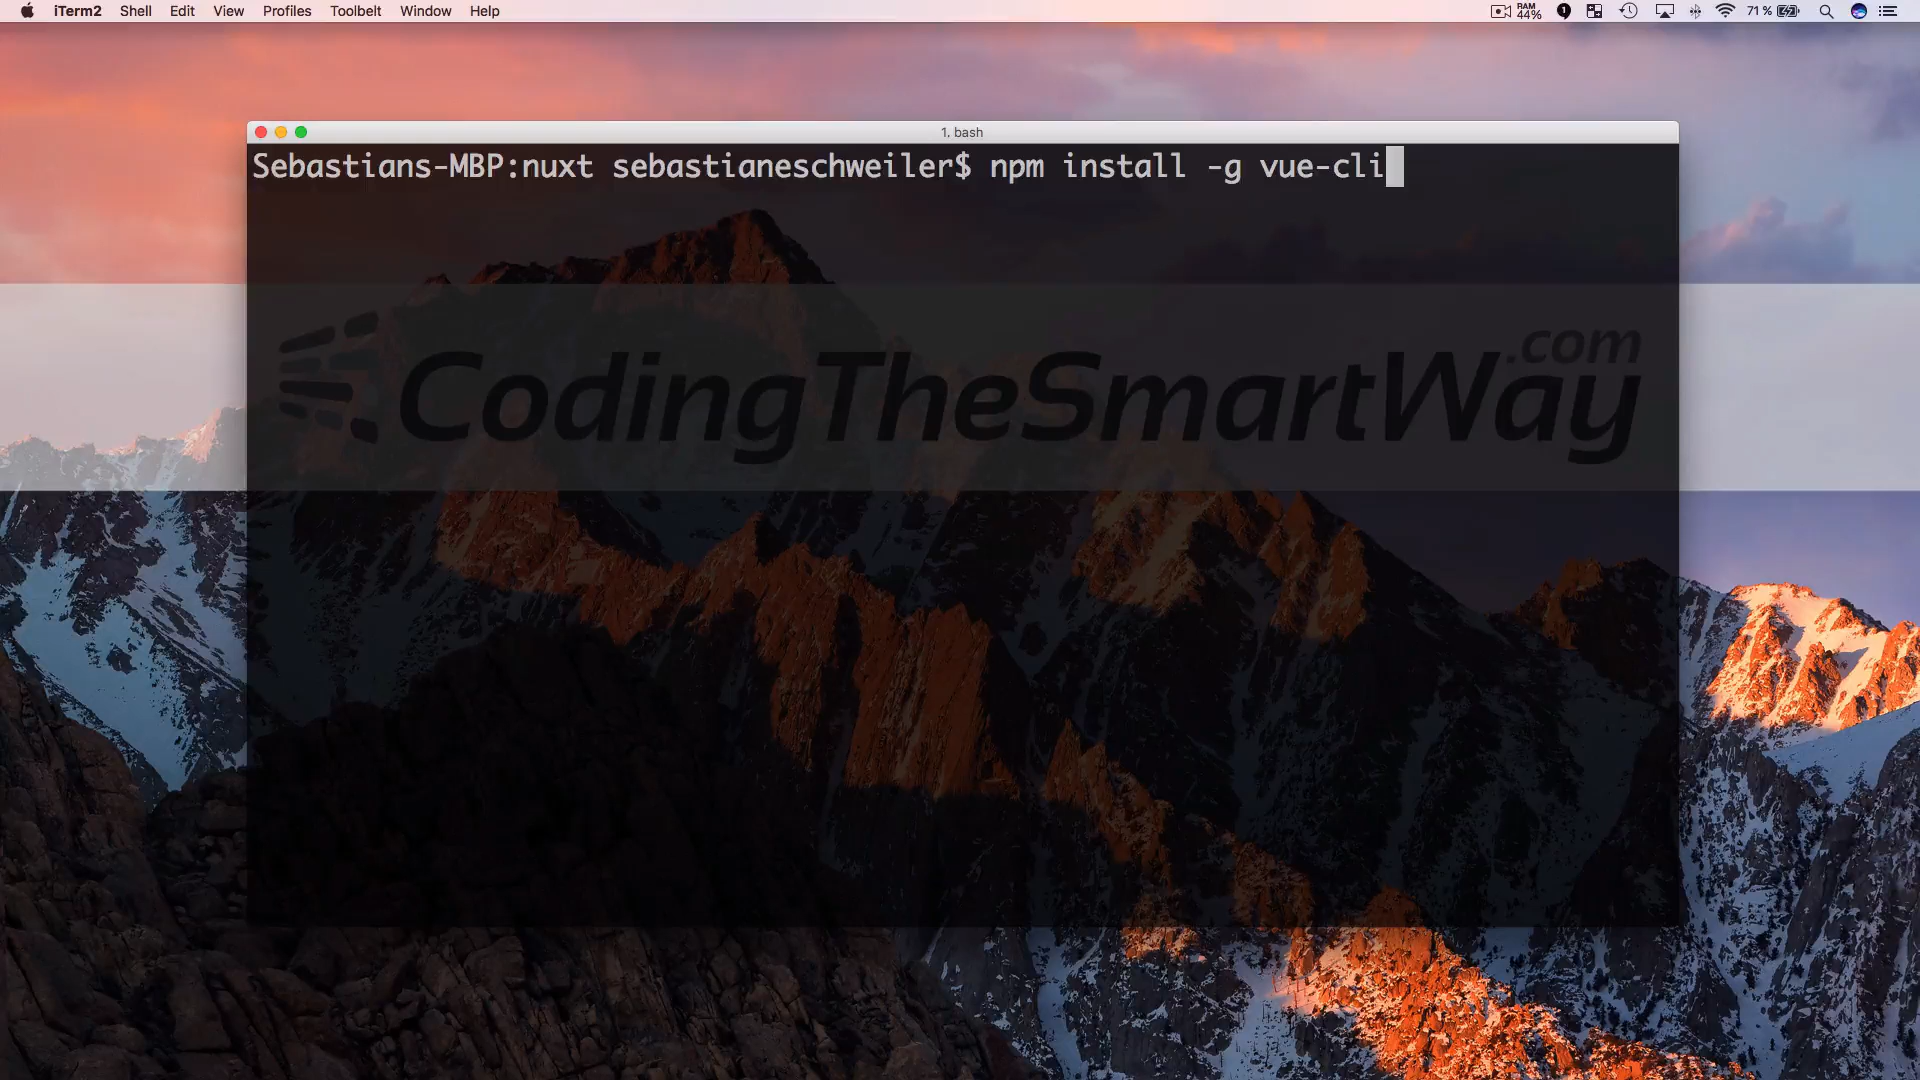 iTerm2 Shell Edit View Profiles Toolbelt Window Help RAM 44% 1 71 %
1. bash
Sebastians-MBP:nuxt sebastianeschweiler$ npm install -g vue-cli
CodingTheSmartWay.com